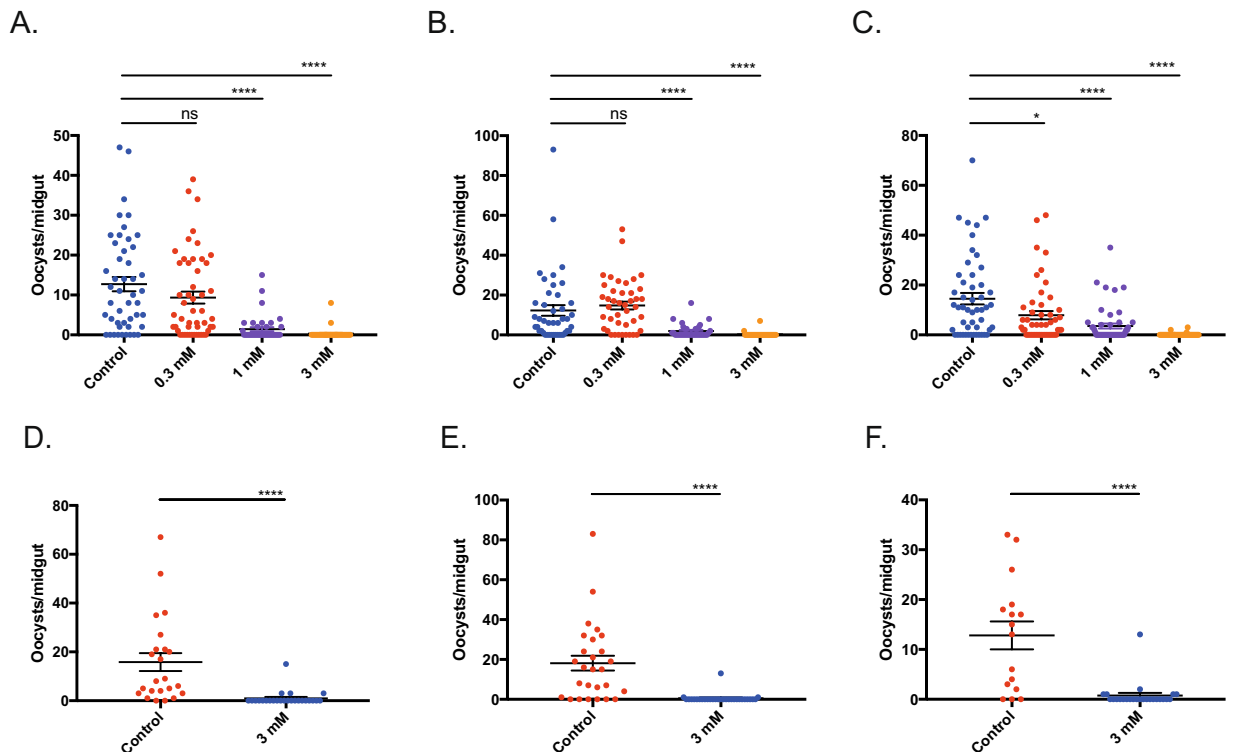 A.
B.
C.
****
****
ns
Oocysts/midgut
50
40
30
20
10
0
Control
0.3 mM
1 mM
3 mM
****
****
ns
Oocysts/midgut
100
80
60
40
20
0
Control
0.3 mM
1 mM
3 mM
****
****
*
Oocysts/midgut
80
60
40
20
0
Control
0.3 mM
1 mM
3 mM
D.
E.
F.
****
Oocysts/midgut
80
60
40
20
0
Control
3 mM
****
Oocysts/midgut
100
80
60
40
20
0
Control
3 mM
****
Oocysts/midgut
40
30
20
10
0
Control
3 mM